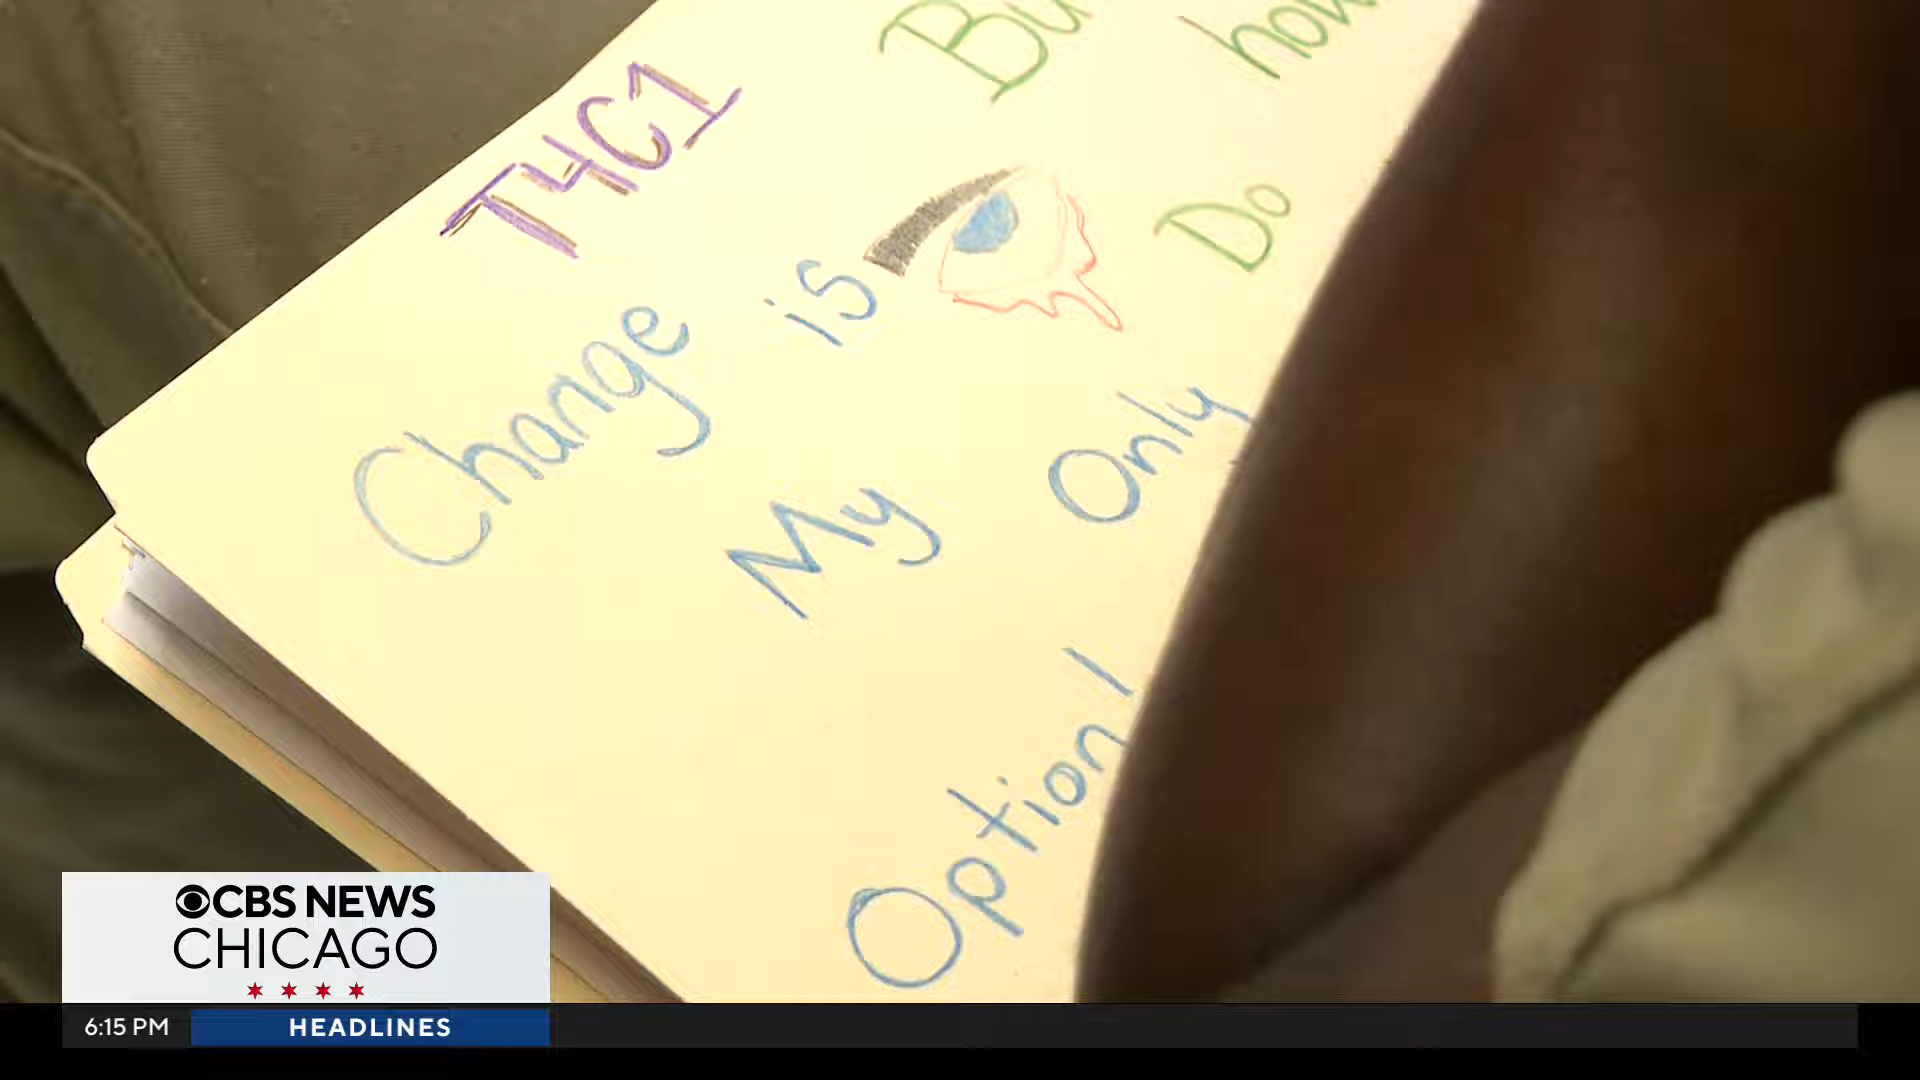 T4C1
Change is
My Only
Option
Do
CBS NEWS
CHICAGO
6:15 PM
HEADLINES